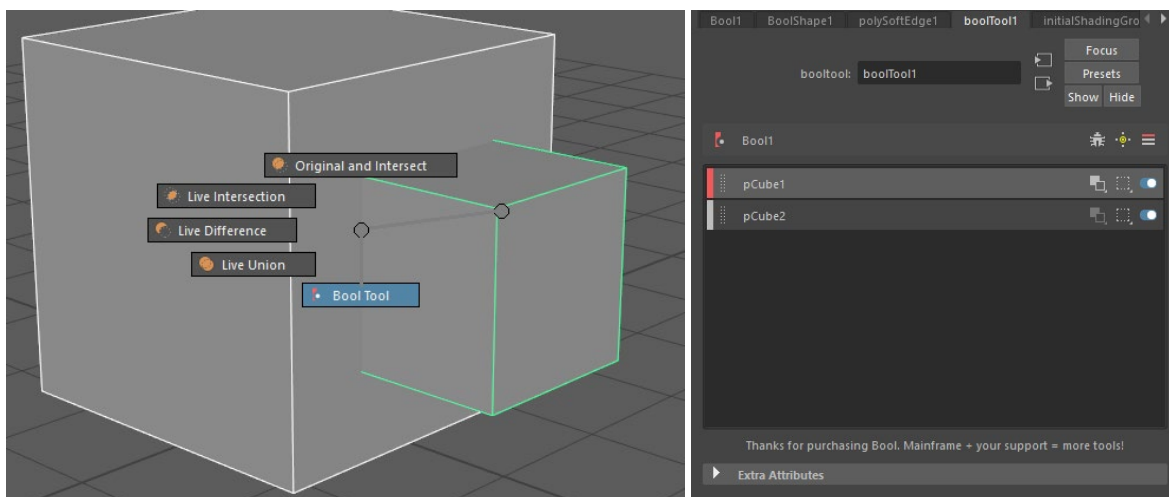 Original and Intersect
Live Intersection
Live Difference
Live Union
Bool Tool
Bool1 BoolShape1 polySoftEdge1 boolTool1 initialShadingGro
Focus
booltool: boolTool1
Presets
Show Hide
Bool1
pCube1
pCube2
Thanks for purchasing Bool. Mainframe + your support = more tools!
Extra Attributes